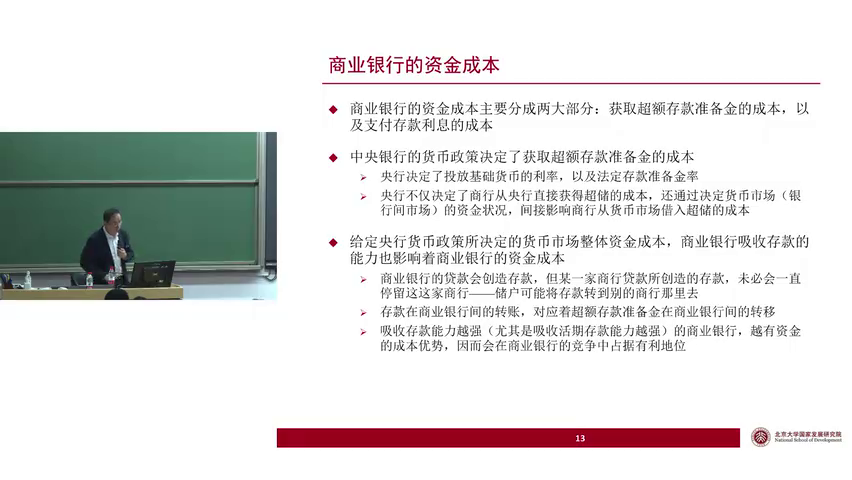 商业银行的资金成本
◆ 商业银行的资金成本主要分成两大部分：获取超额存款准备金的成本，以
及支付存款利息的成本
◆ 中央银行的货币政策决定了获取超额存款准备金的成本
➢ 央行决定了投放基础货币的利率，以及法定存款准备金率
➢ 央行不仅决定了商行从央行直接获得超储的成本，还通过决定货币市场（银
行间市场）的资金状况，间接影响商行从货币市场借入超储的成本
◆ 给定央行货币政策所决定的货币市场整体资金成本，商业银行吸收存款的
能力也影响着商业银行的资金成本
➢ 商业银行的贷款会创造存款，但某一家商行贷款所创造的存款，未必会一直
停留这这家商行——储户可能将存款转到别的商行那里去
➢ 存款在商业银行间的转账，对应着超额存款准备金在商业银行间的转移
➢ 吸收存款能力越强（尤其是吸收活期存款能力越强）的商业银行，越有资金
的成本优势，因而会在商业银行的竞争中占据有利地位
13
北京大学国家发展研究院
National School of Development